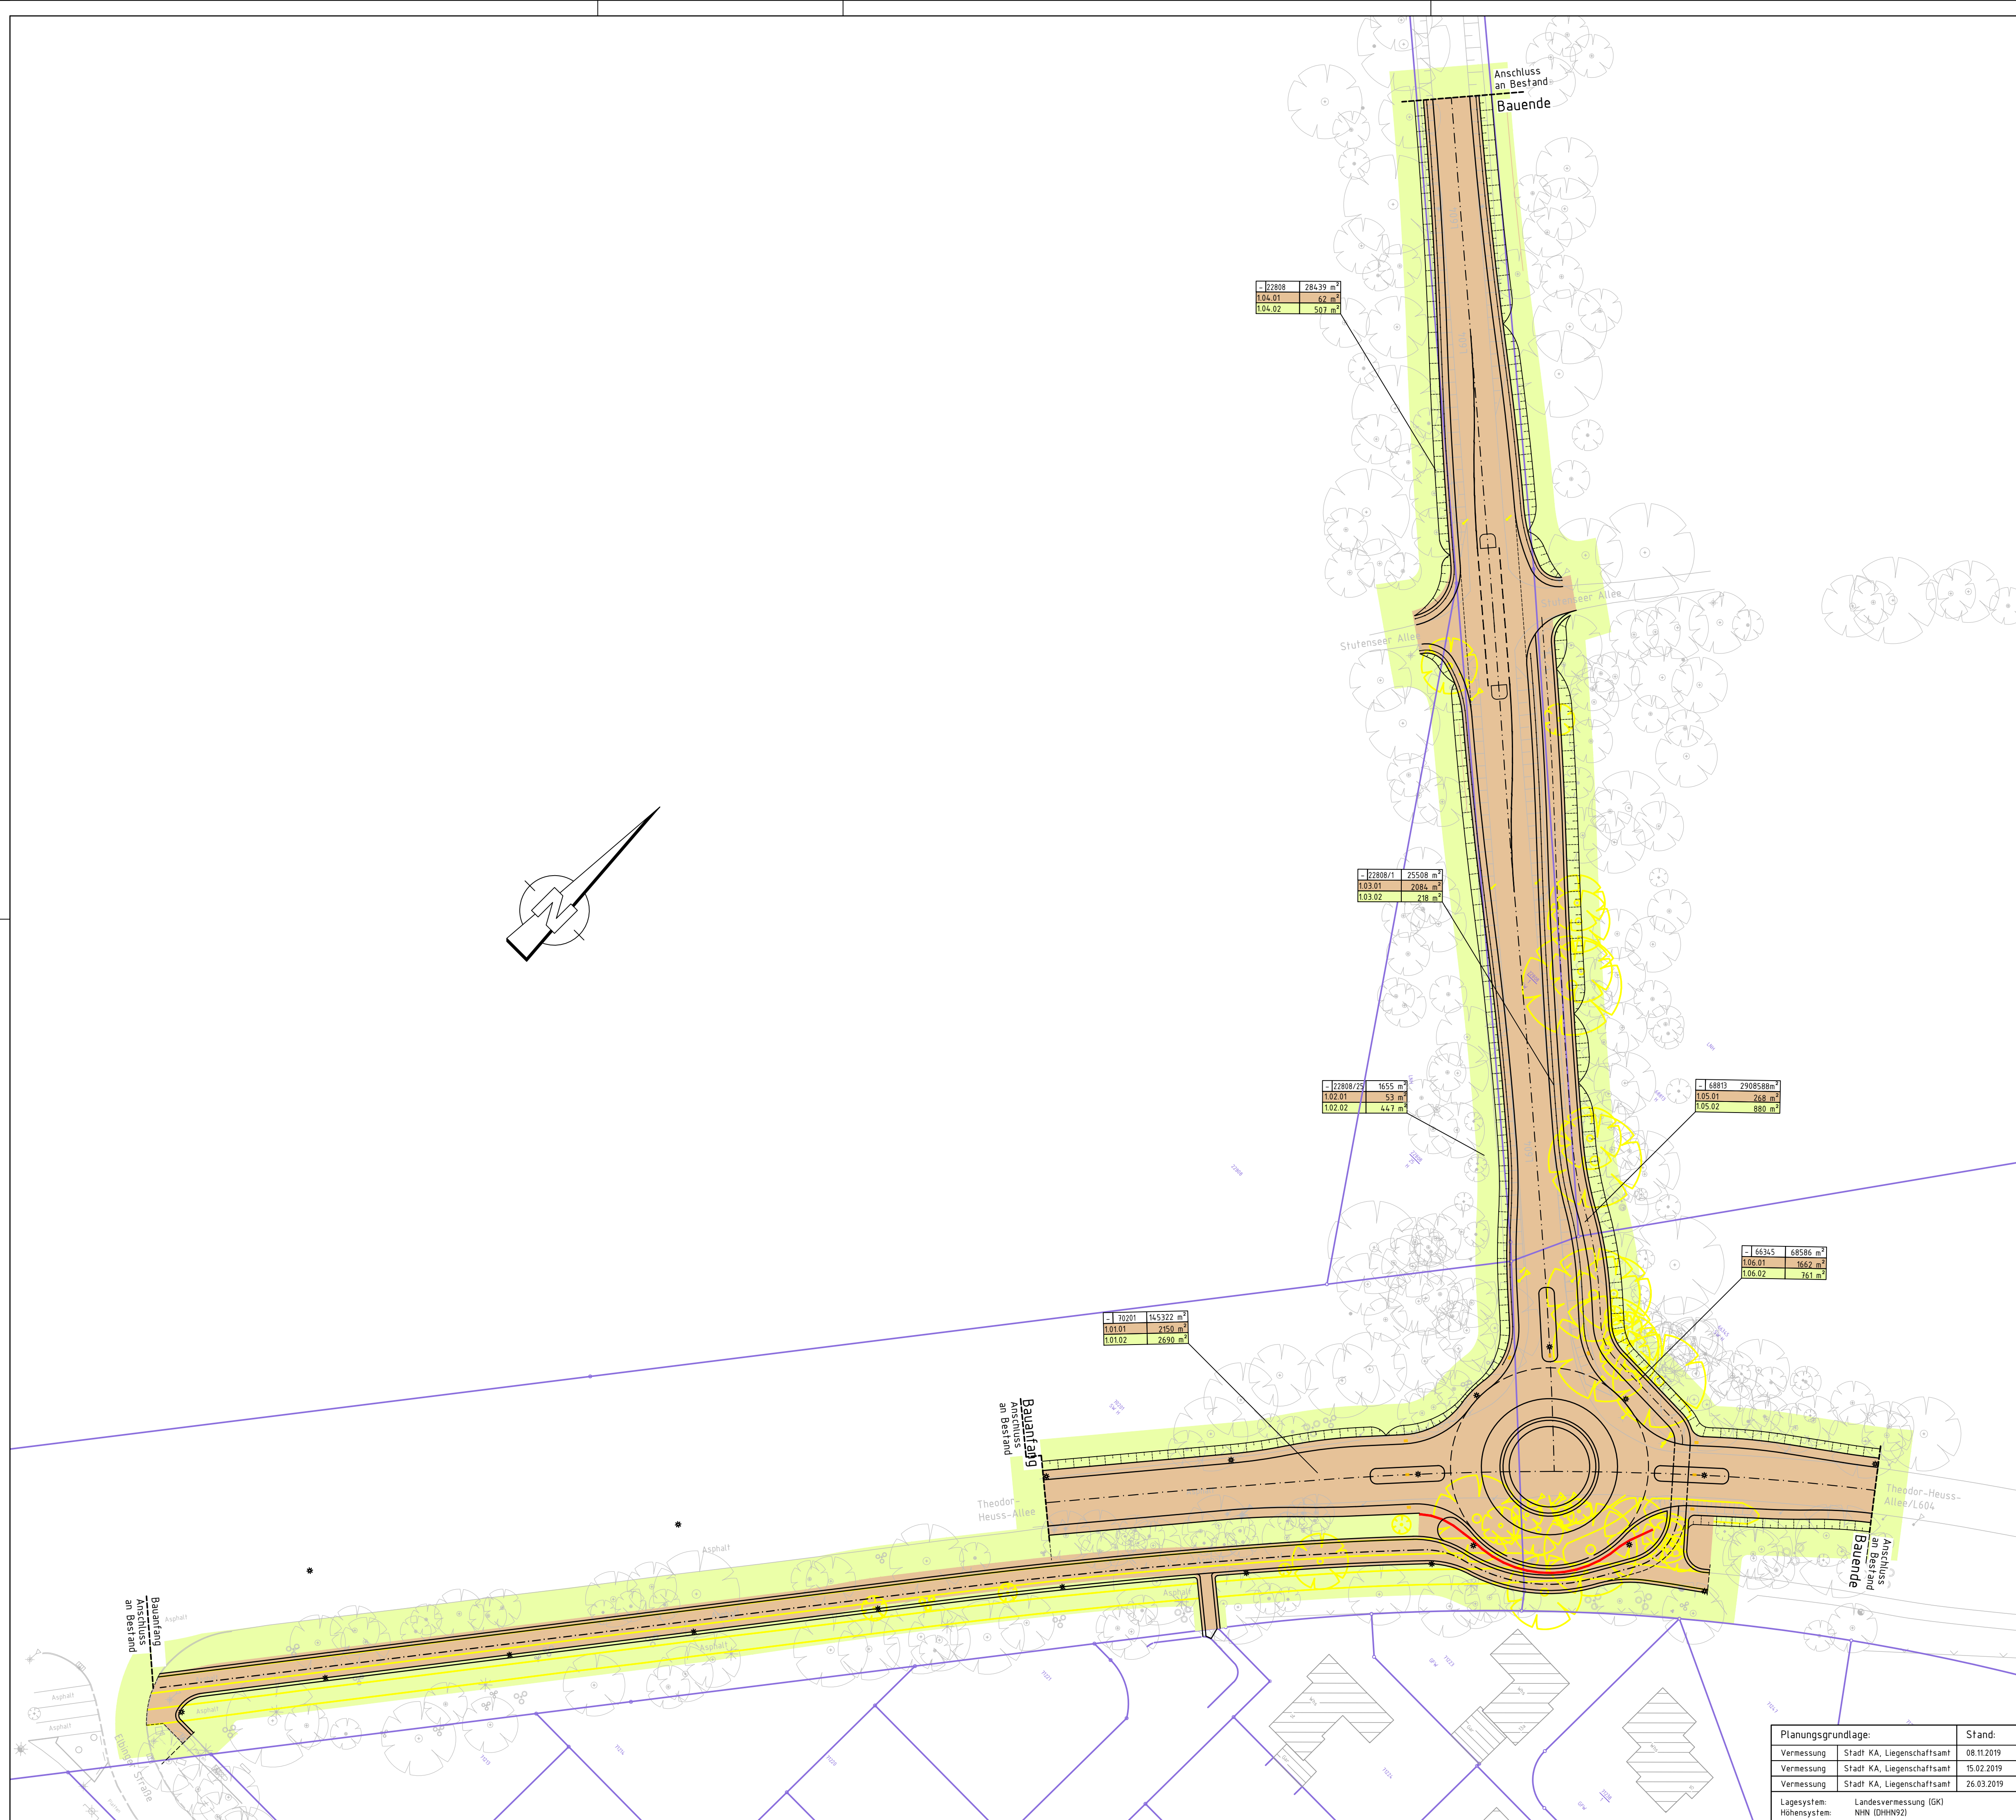 Anschluss
an Bestand
Bauende
L604
L604
- 22808 28439 m²
1.04.01 62 m²
1.04.02 507 m²
Stutenseer Allee
Stutenseer Allee
N
- 22808/1 25508 m²
1.03.01 2084 m²
1.03.02 218 m²
- 22808/25 1655 m²
1.02.01 53 m²
1.02.02 447 m²
- 68813 2908588m²
1.05.01 268 m²
1.05.02 880 m²
22808
- 66345 68586 m²
1.06.01 1662 m²
1.06.02 761 m²
- 70201 145322 m²
1.01.01 2150 m²
1.01.02 2690 m²
Bauanfang
Anschluss
an Bestand
Theodor-
Heuss-Allee
Theodor-Heuss-
Allee/L604
Anschluss
an Bestand
Bauende
Asphalt
Asphalt
Asphalt
Asphalt
Asphalt
Asphalt
Asphalt
Bauanfang
Anschluss
an Bestand
Elbinger Straße
Planungsgrundlage: Stand:
Vermessung Stadt KA, Liegenschaftsamt 08.11.2019
Vermessung Stadt KA, Liegenschaftsamt 15.02.2019
Vermessung Stadt KA, Liegenschaftsamt 26.03.2019
Lagesystem: Landesvermessung (GK)
Höhensystem: NHN (DHHN92)